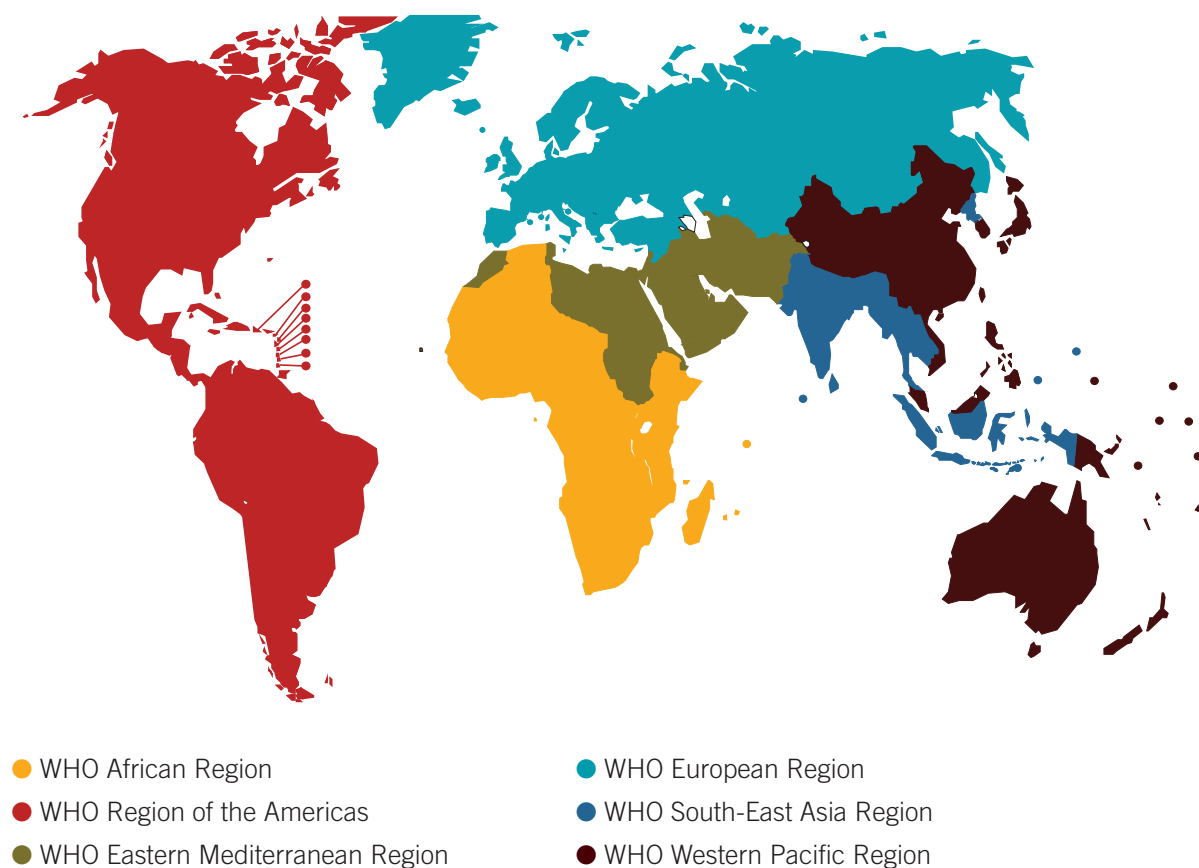 WHO African Region
WHO Region of the Americas
WHO Eastern Mediterranean Region
WHO European Region
WHO South-East Asia Region
WHO Western Pacific Region